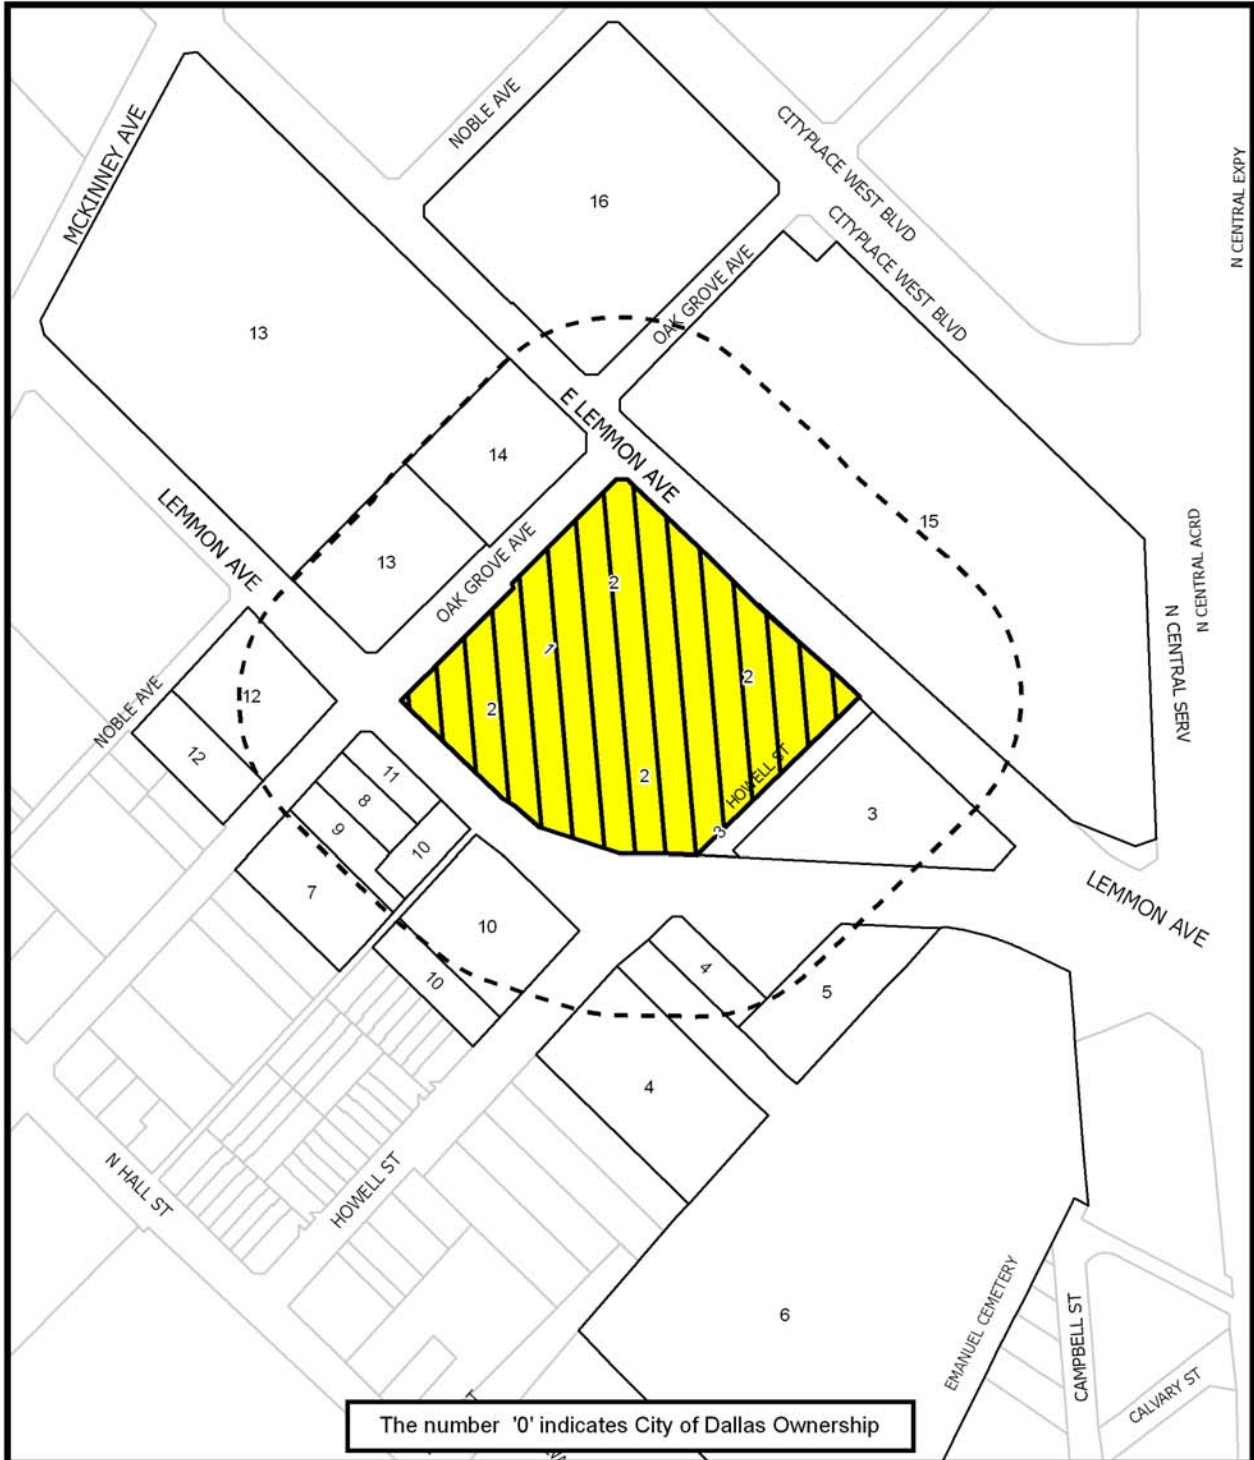 NOBLE AVE
MCKINNEY AVE
CITYPLACE WEST BLVD
N CENTRAL EXPY
16
CITYPLACE WEST BLVD
OAK GROVE AVE
13
E LEMMON AVE
14
LEMMON AVE
15
N CENTRAL ACRD
13
OAK GROVE AVE
2
1
N CENTRAL SERV
2
12
2
NOBLE AVE
12
11
2
HOWELL ST
8
3
3
9
10
7
LEMMON AVE
10
4
10
5
4
N HALL ST
HOWELL ST
6
EMANUEL CEMETERY
CAMPBELL ST
CALVARY ST
The number '0' indicates City of Dallas Ownership